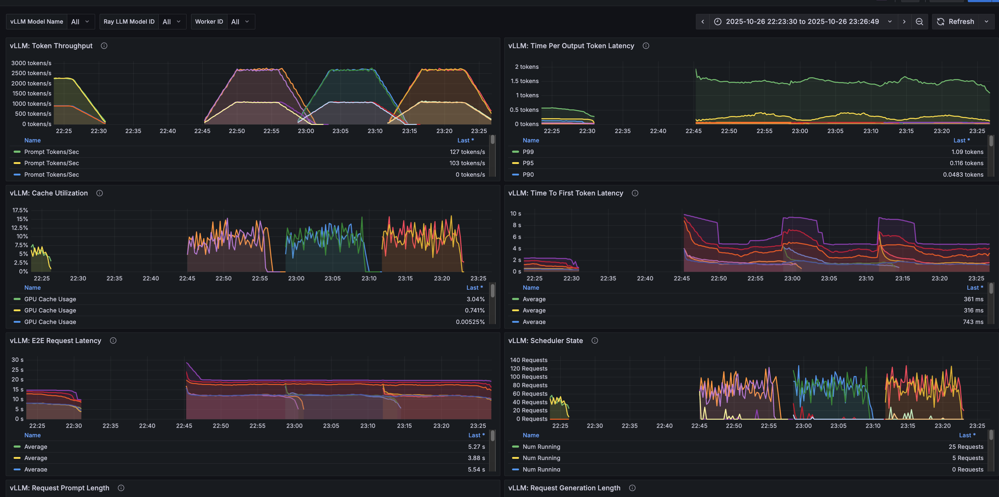 vLLM Model Name All Ray LLM Model ID All Worker ID All 2025-10-26 22:23:30 to 2025-10-26 23:26:49 Refresh
vLLM: Token Throughput
3000 tokens/s
2500 tokens/s
2000 tokens/s
1500 tokens/s
1000 tokens/s
500 tokens/s
0 tokens/s
22:25 22:30 22:35 22:40 22:45 22:50 22:55 23:00 23:05 23:10 23:15 23:20 23:25
Name Last *
Prompt Tokens/Sec 127 tokens/s
Prompt Tokens/Sec 103 tokens/s
Prompt Tokens/Sec 0 tokens/s
vLLM: Time Per Output Token Latency
2 tokens
1.5 tokens
1 tokens
0.5 tokens
0 tokens
22:25 22:30 22:35 22:40 22:45 22:50 22:55 23:00 23:05 23:10 23:15 23:20 23:25
Name Last *
P99 1.09 tokens
P95 0.116 tokens
P90 0.0483 tokens
vLLM: Cache Utilization
17.5%
15%
12.5%
10%
7.5%
5%
2.5%
0%
22:25 22:30 22:35 22:40 22:45 22:50 22:55 23:00 23:05 23:10 23:15 23:20 23:25
Name Last *
GPU Cache Usage 3.04%
GPU Cache Usage 0.741%
GPU Cache Usage 0.00525%
vLLM: Time To First Token Latency
10 s
8 s
6 s
4 s
2 s
0 s
22:25 22:30 22:35 22:40 22:45 22:50 22:55 23:00 23:05 23:10 23:15 23:20 23:25
Name Last *
Average 361 ms
Average 316 ms
Average 743 ms
vLLM: E2E Request Latency
30 s
25 s
20 s
15 s
10 s
5 s
0 s
22:25 22:30 22:35 22:40 22:45 22:50 22:55 23:00 23:05 23:10 23:15 23:20 23:25
Name Last *
Average 5.27 s
Average 3.88 s
Average 5.54 s
vLLM: Scheduler State
140 Requests
120 Requests
100 Requests
80 Requests
60 Requests
40 Requests
20 Requests
0 Requests
22:25 22:30 22:35 22:40 22:45 22:50 22:55 23:00 23:05 23:10 23:15 23:20 23:25
Name Last *
Num Running 25 Requests
Num Running 5 Requests
Num Running 0 Requests
vLLM: Request Prompt Length
vLLM: Request Generation Length